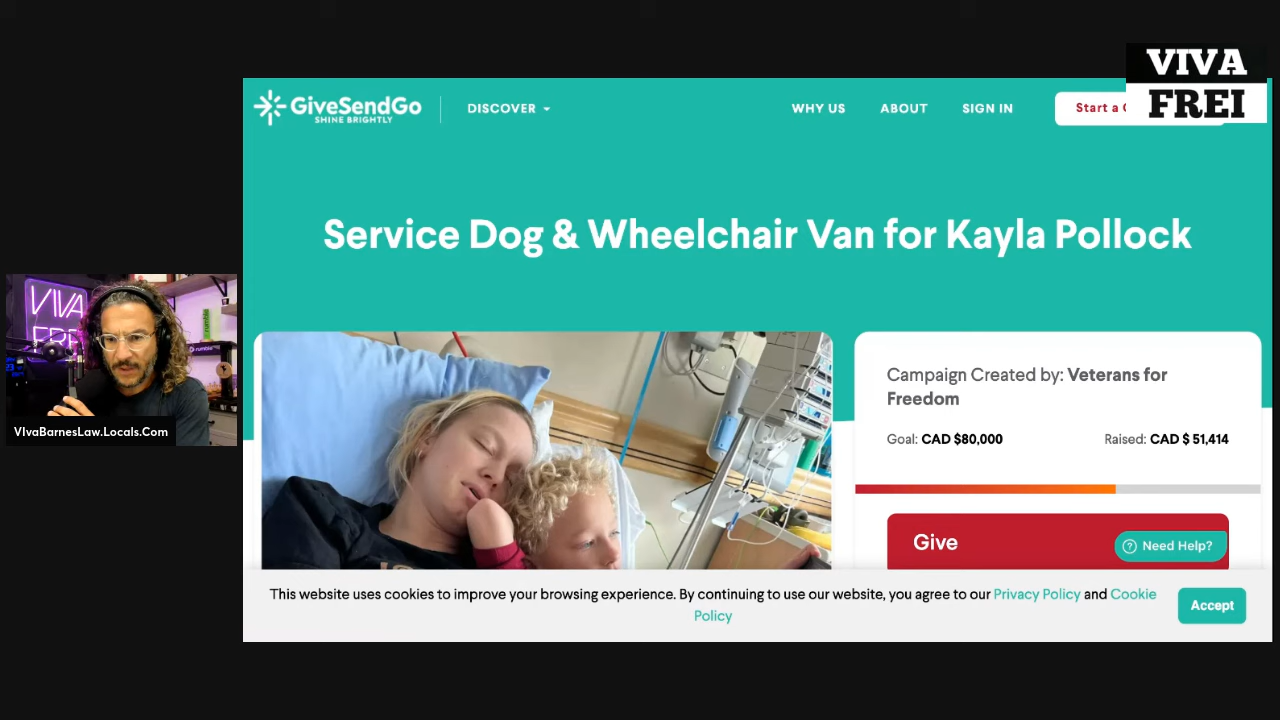 VIVA
FREI
GiveSendGo
SHINE BRIGHTLY
DISCOVER
WHY US
ABOUT
SIGN IN
Start a
Service Dog & Wheelchair Van for Kayla Pollock
VIVA
FRE
rumble
VIvaBarnesLaw.Locals.Com
Campaign Created by: Veterans for
Freedom
Goal: CAD $80,000
Raised: CAD $ 51,414
Give
Need Help?
This website uses cookies to improve your browsing experience. By continuing to use our website, you agree to our Privacy Policy and Cookie
Policy
Accept